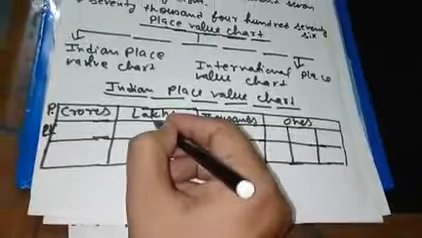 seven
seventy thousand four hundred seventy
six
Place value chart
Indian Place value chart
International Place value chart
Indian place value chart
P. Crores Lakhs Thousands Ones